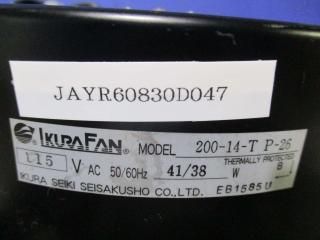 JAYR60830D047
IKURAFAN MODEL 200-14-T P-26
115 V AC 50/60Hz 41/38 W THERMALLY PROTECTED B
IKURA SEIKI SEISAKUSHO CO.,LTD. EB1585U